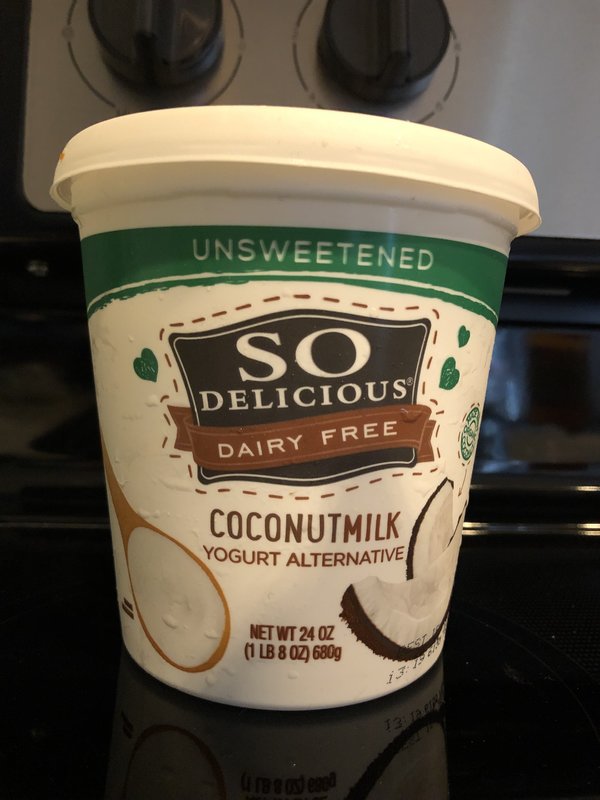 UNSWEETENED
SO
DELICIOUS®
DAIRY FREE
COCONUTMILK
YOGURT ALTERNATIVE
NET WT 24 OZ
(1 LB 8 OZ) 680g